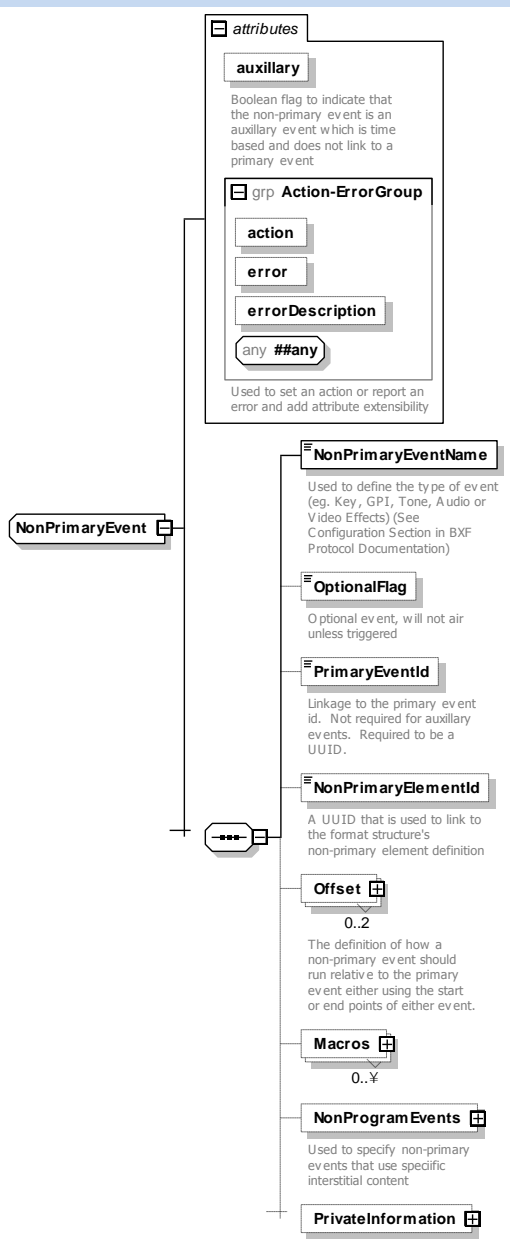 attributes
auxillary
Boolean flag to indicate that
the non-primary event is an
auxillary event which is time
based and does not link to a
primary event
grp Action-ErrorGroup
action
error
errorDescription
any ##any
Used to set an action or report an
error and add attribute extensibility
NonPrimaryEvent
NonPrimaryEventName
Used to define the type of event
(eg. Key, GPI, Tone, Audio or
Video Effects) (See
Configuration Section in BXF
Protocol Documentation)
OptionalFlag
Optional event, will not air
unless triggered
PrimaryEventId
Linkage to the primary event
id. Not required for auxillary
events. Required to be a
UUID.
NonPrimaryElementId
A UUID that is used to link to
the format structure's
non-primary element definition
Offset
0..2
The definition of how a
non-primary event should
run relative to the primary
event either using the start
or end points of either event.
Macros
0..¥
NonProgramEvents
Used to specify non-primary
events that use speciific
interstitial content
PrivateInformation